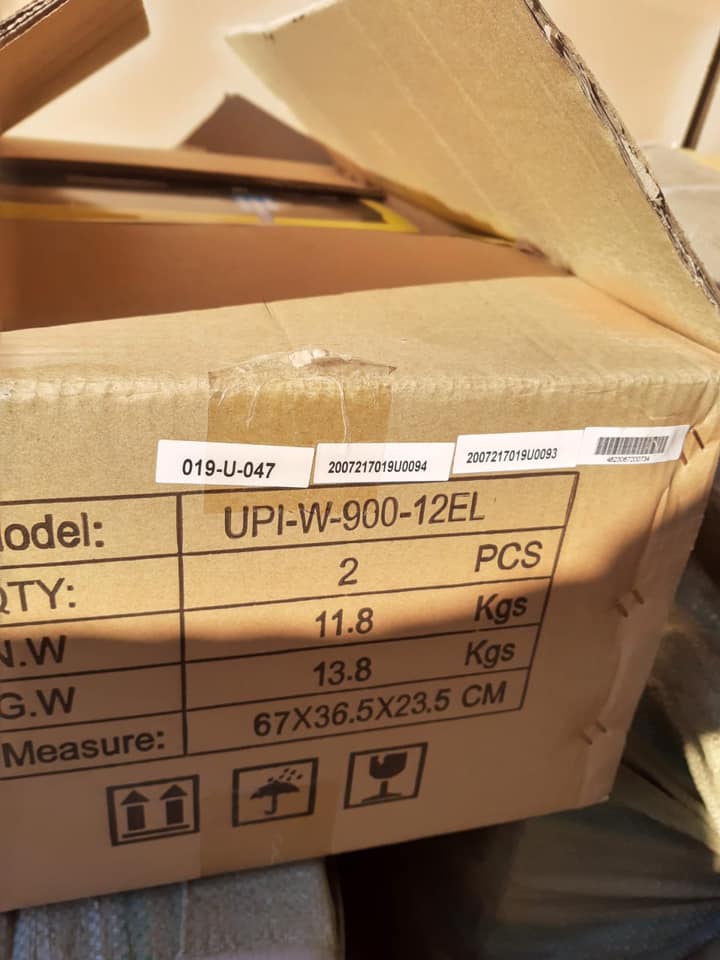 019-U-047
2007217019U0094
2007217019U0093
odel: UPI-W-900-12EL
QTY: 2 PCS
N.W 11.8 Kgs
G.W 13.8 Kgs
Measure: 67X36.5X23.5 CM